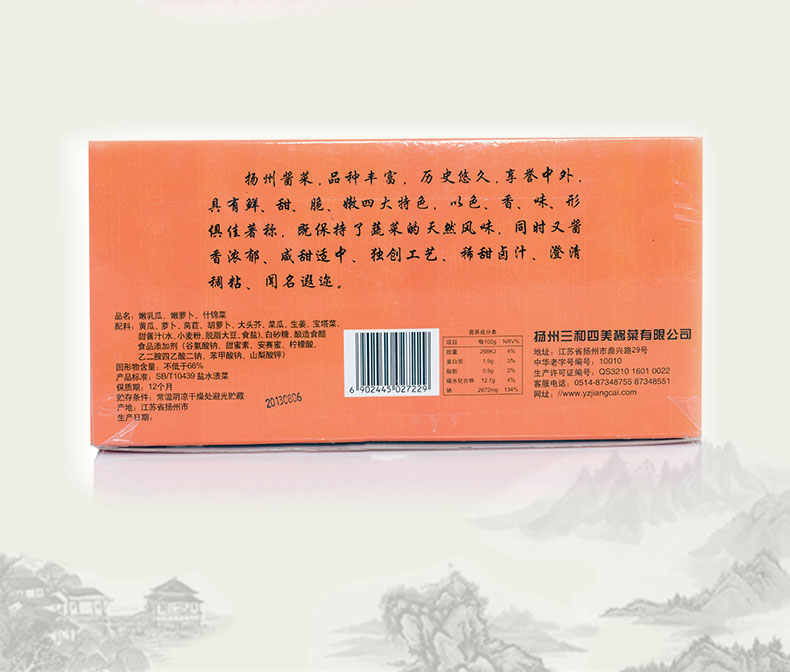 扬州酱菜，品种丰富，历史悠久，享誉中外，
具有鲜、甜、脆、嫩四大特色，以色、香、味、形
俱佳著称，既保持了蔬菜的天然风味，同时又酱
香浓郁、咸甜适中、独创工艺、稀甜卤汁、澄清
稠粘、闻名遐迩。
品名：嫩乳瓜、嫩萝卜、什锦菜
配料：黄瓜、萝卜、莴苣、胡萝卜、大头芥、菜瓜、生姜、宝塔菜、
甜酱汁(水、小麦粉、脱脂大豆、食盐)、白砂糖、酿造食醋
食品添加剂（谷氨酸钠、甜蜜素、安赛蜜、柠檬酸、
乙二胺四乙酸二钠、苯甲酸钠、山梨酸钾）
固形物含量：不低于66%
产品标准：SB/T10439 盐水渍菜
保质期：12个月
贮存条件：常温阴凉干燥处避光贮藏
产地：江苏省扬州市
生产日期：
20130806
6 902445 027229
营养成分表
项目 每100g NRV%
能量 298KJ 4%
蛋白质 1.9g 3%
脂肪 0.9g 2%
碳水化合物 12.7g 4%
钠 2672mg 134%
扬州三和四美酱菜有限公司
地址：江苏省扬州市鼎兴路29号
中华老字号编号：10010
生产许可证编号：QS3210 1601 0022
客服电话：0514-87348755 87348551
网址：//www.yzjiangcai.com